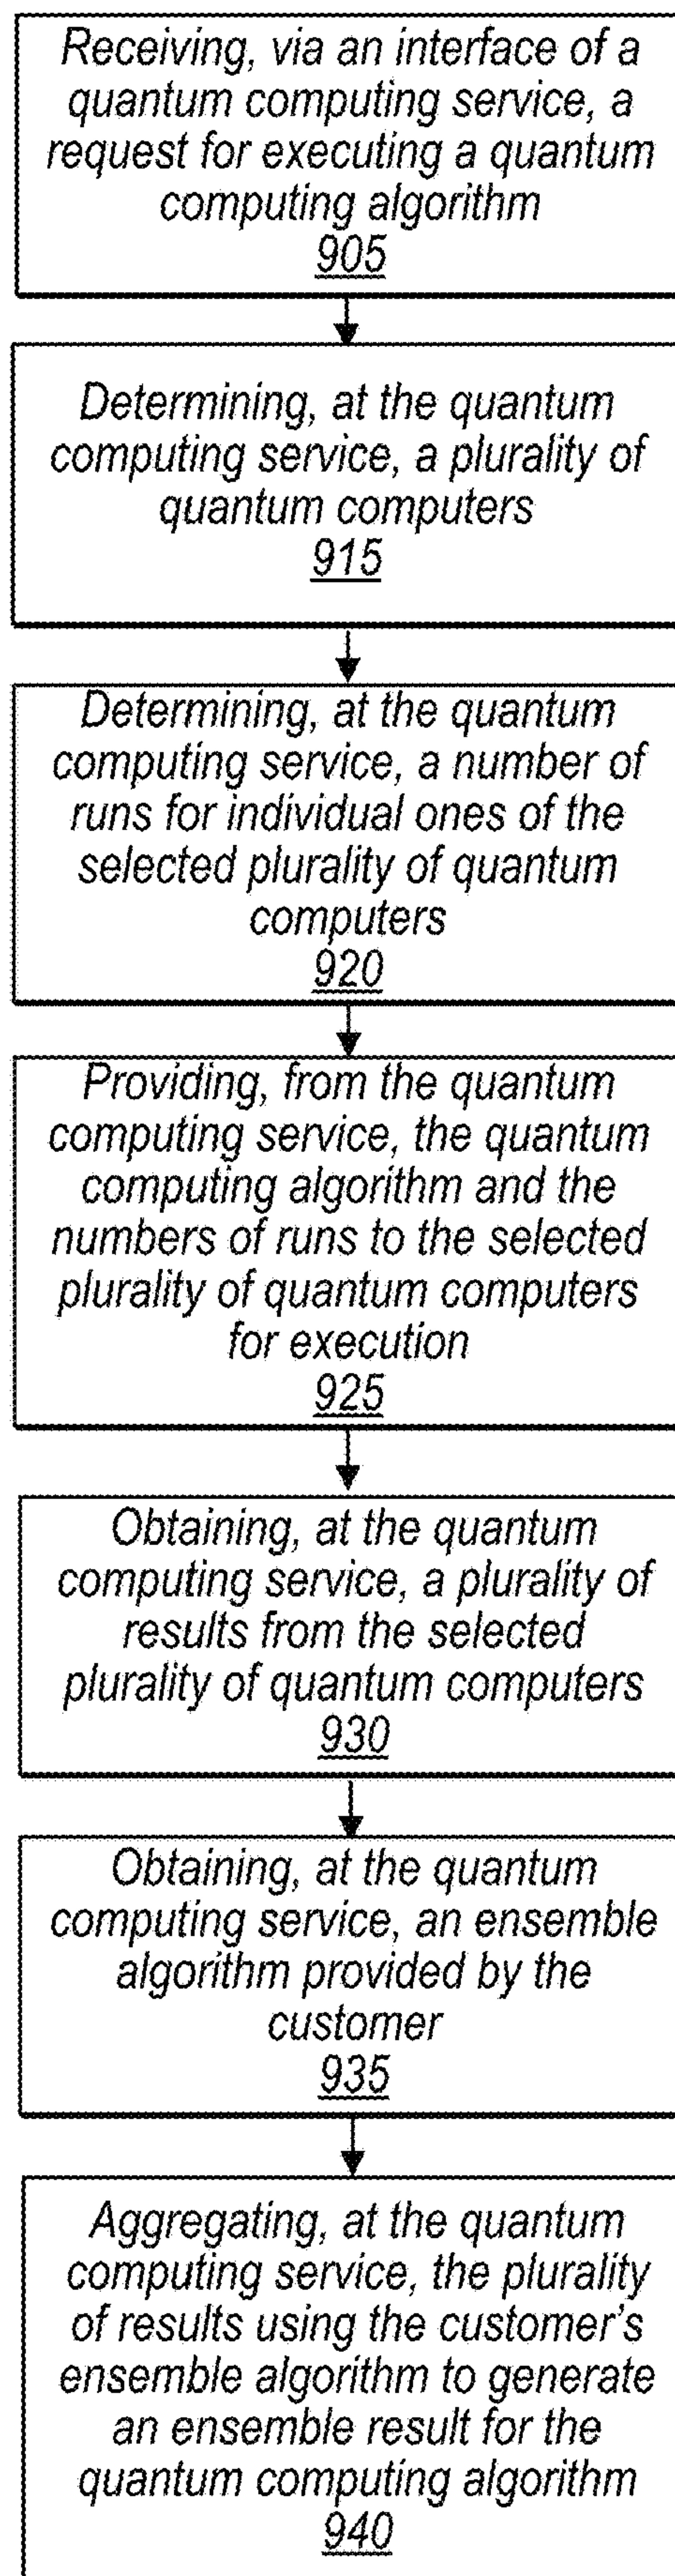 Receiving, via an interface of a
quantum computing service, a
request for executing a quantum
computing algorithm
905
Determining, at the quantum
computing service, a plurality of
quantum computers
915
Determining, at the quantum
computing service, a number of
runs for individual ones of the
selected plurality of quantum
computers
920
Providing, from the quantum
computing service, the quantum
computing algorithm and the
numbers of runs to the selected
plurality of quantum computers
for execution
925
Obtaining, at the quantum
computing service, a plurality of
results from the selected
plurality of quantum computers
930
Obtaining, at the quantum
computing service, an ensemble
algorithm provided by the
customer
935
Aggregating, at the quantum
computing service, the plurality
of results using the customer's
ensemble algorithm to generate
an ensemble result for the
quantum computing algorithm
940